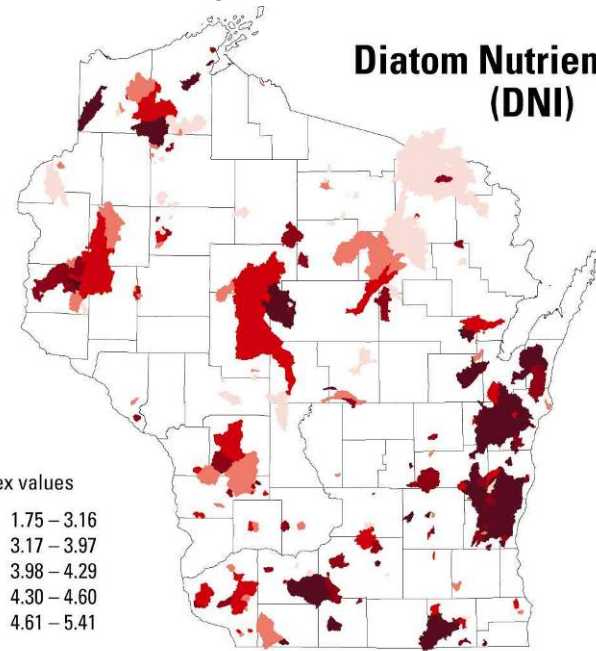 Diatom Nutrien
(DNI)
ex values
1.75 – 3.16
3.17 – 3.97
3.98 – 4.29
4.30 – 4.60
4.61 – 5.41